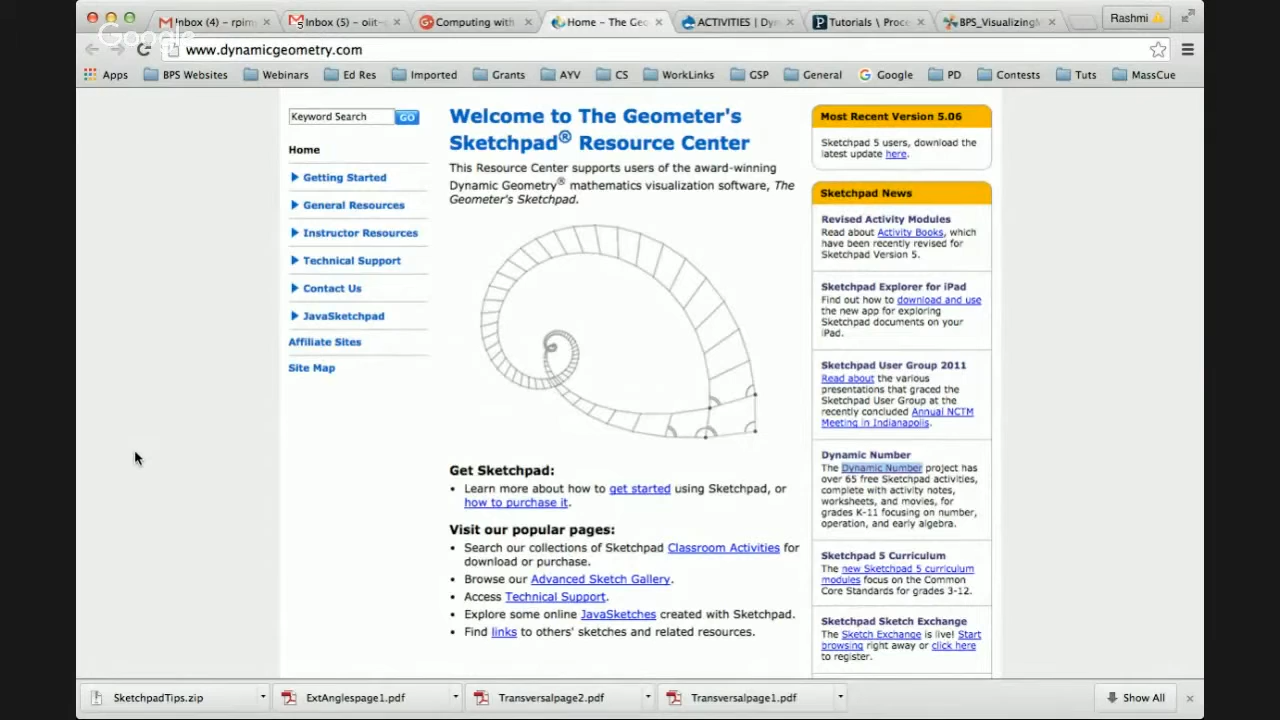 Inbox (4) – rpim
Inbox (5) – oiit-
Computing with
Home – The Geo
ACTIVITIES | Dyn
Tutorials \ Proce
BPS_Visualizing
Rashmi
Google
www.dynamicgeometry.com
Apps
BPS Websites
Webinars
Ed Res
Imported
Grants
AYV
CS
WorkLinks
GSP
General
Google
PD
Contests
Tuts
MassCue
Keyword Search
GO
Home
Getting Started
General Resources
Instructor Resources
Technical Support
Contact Us
JavaSketchpad
Affiliate Sites
Site Map
Welcome to The Geometer's
Sketchpad® Resource Center
This Resource Center supports users of the award-winning
Dynamic Geometry® mathematics visualization software, The
Geometer's Sketchpad.
Get Sketchpad:
• Learn more about how to get started using Sketchpad, or
how to purchase it.
Visit our popular pages:
• Search our collections of Sketchpad Classroom Activities for
download or purchase.
• Browse our Advanced Sketch Gallery.
• Access Technical Support.
• Explore some online JavaSketches created with Sketchpad.
• Find links to others' sketches and related resources.
Most Recent Version 5.06
Sketchpad 5 users, download the
latest update here.
Sketchpad News
Revised Activity Modules
Read about Activity Books, which
have been recently revised for
Sketchpad Version 5.
Sketchpad Explorer for iPad
Find out how to download and use
the new app for exploring
Sketchpad documents on your
iPad.
Sketchpad User Group 2011
Read about the various
presentations that graced the
Sketchpad User Group at the
recently concluded Annual NCTM
Meeting in Indianapolis.
Dynamic Number
The Dynamic Number project has
over 65 free Sketchpad activities,
complete with activity notes,
worksheets, and movies, for
grades K-11 focusing on number,
operation, and early algebra.
Sketchpad 5 Curriculum
The new Sketchpad 5 curriculum
modules focus on the Common
Core Standards for grades 3-12.
Sketchpad Sketch Exchange
The Sketch Exchange is live! Start
browsing right away or click here
to register.
SketchpadTips.zip
ExtAnglespage1.pdf
Transversalpage2.pdf
Transversalpage1.pdf
Show All